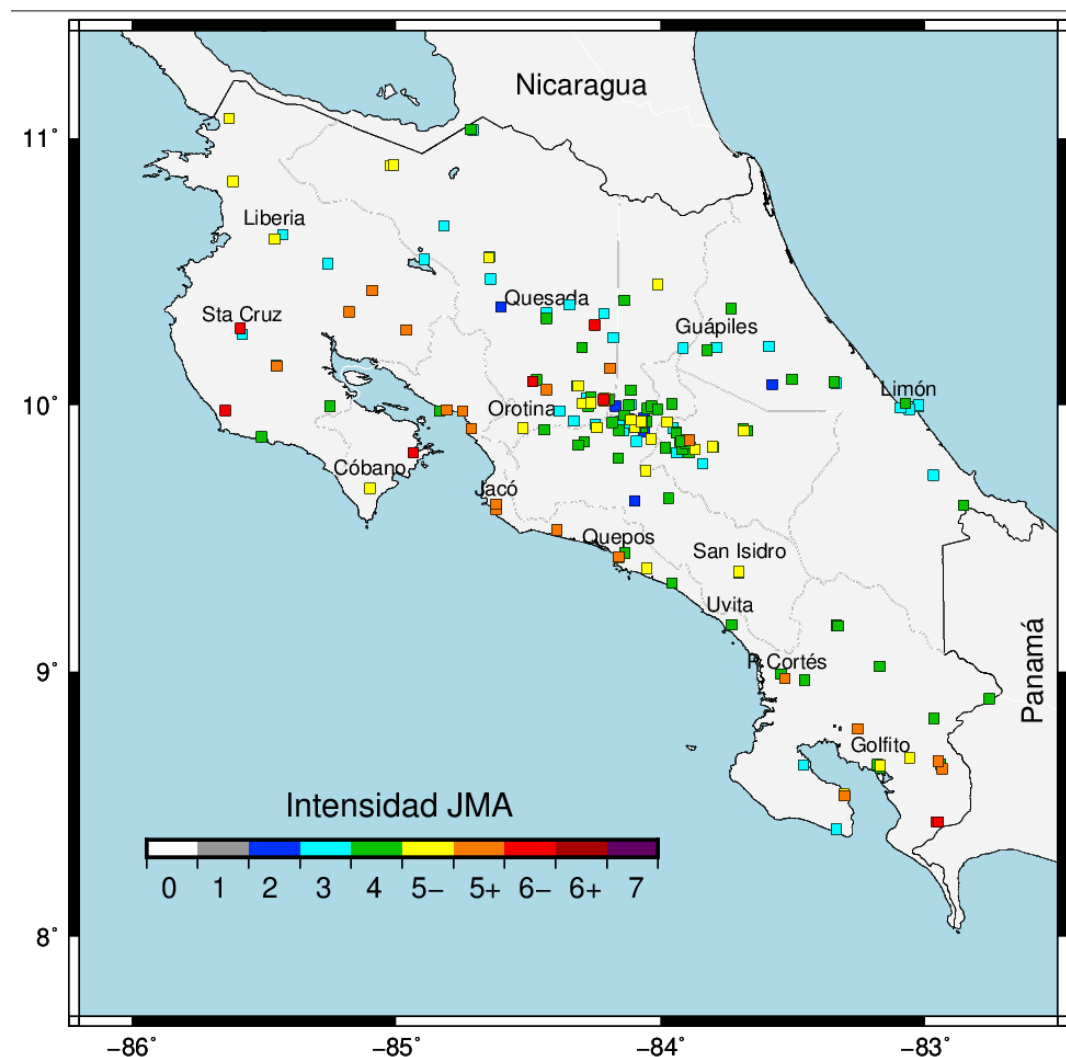 Nicaragua
11°
Liberia
Quesada
Sta Cruz
Guápiles
Limón
10°
Orotina
Cóbano
Jacó
Quepos
San Isidro
Uvita
9°
P. Cortés
Panamá
Golfito
Intensidad JMA
0 1 2 3 4 5− 5+ 6− 6+ 7
8°
−86° −85° −84° −83°